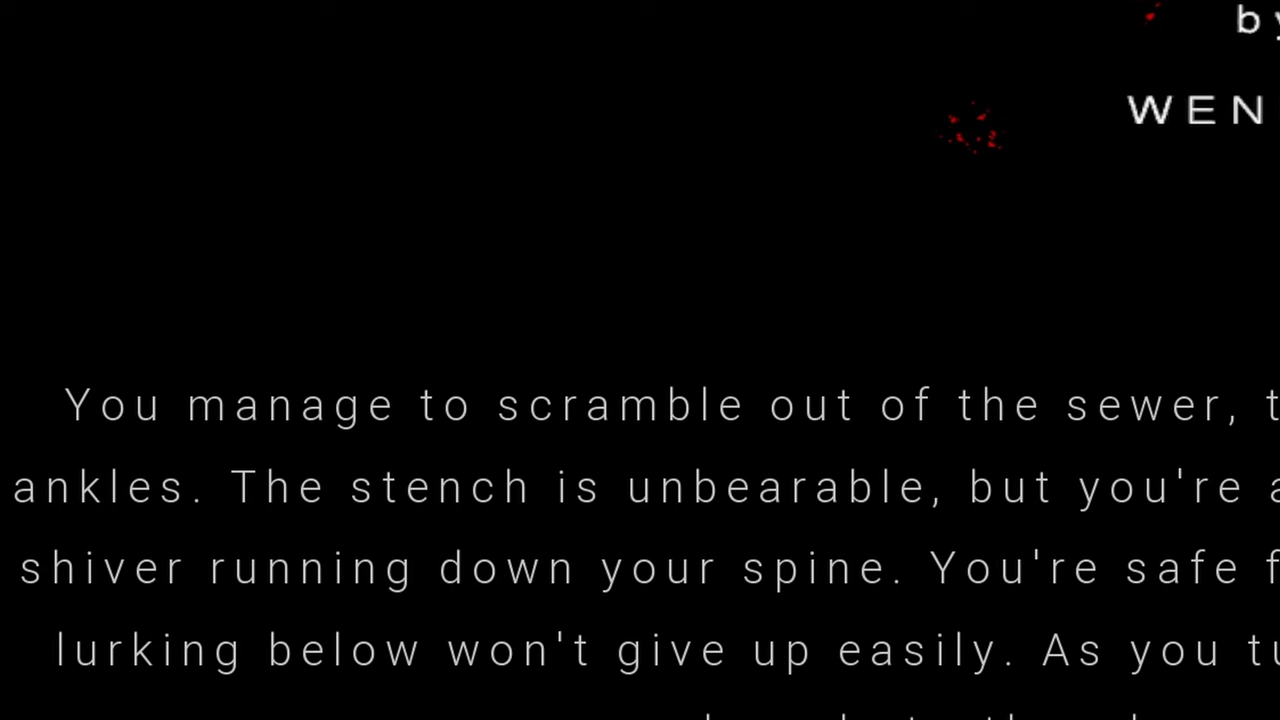 by
WEN
You manage to scramble out of the sewer,
ankles. The stench is unbearable, but you're
shiver running down your spine. You're safe
lurking below won't give up easily. As you